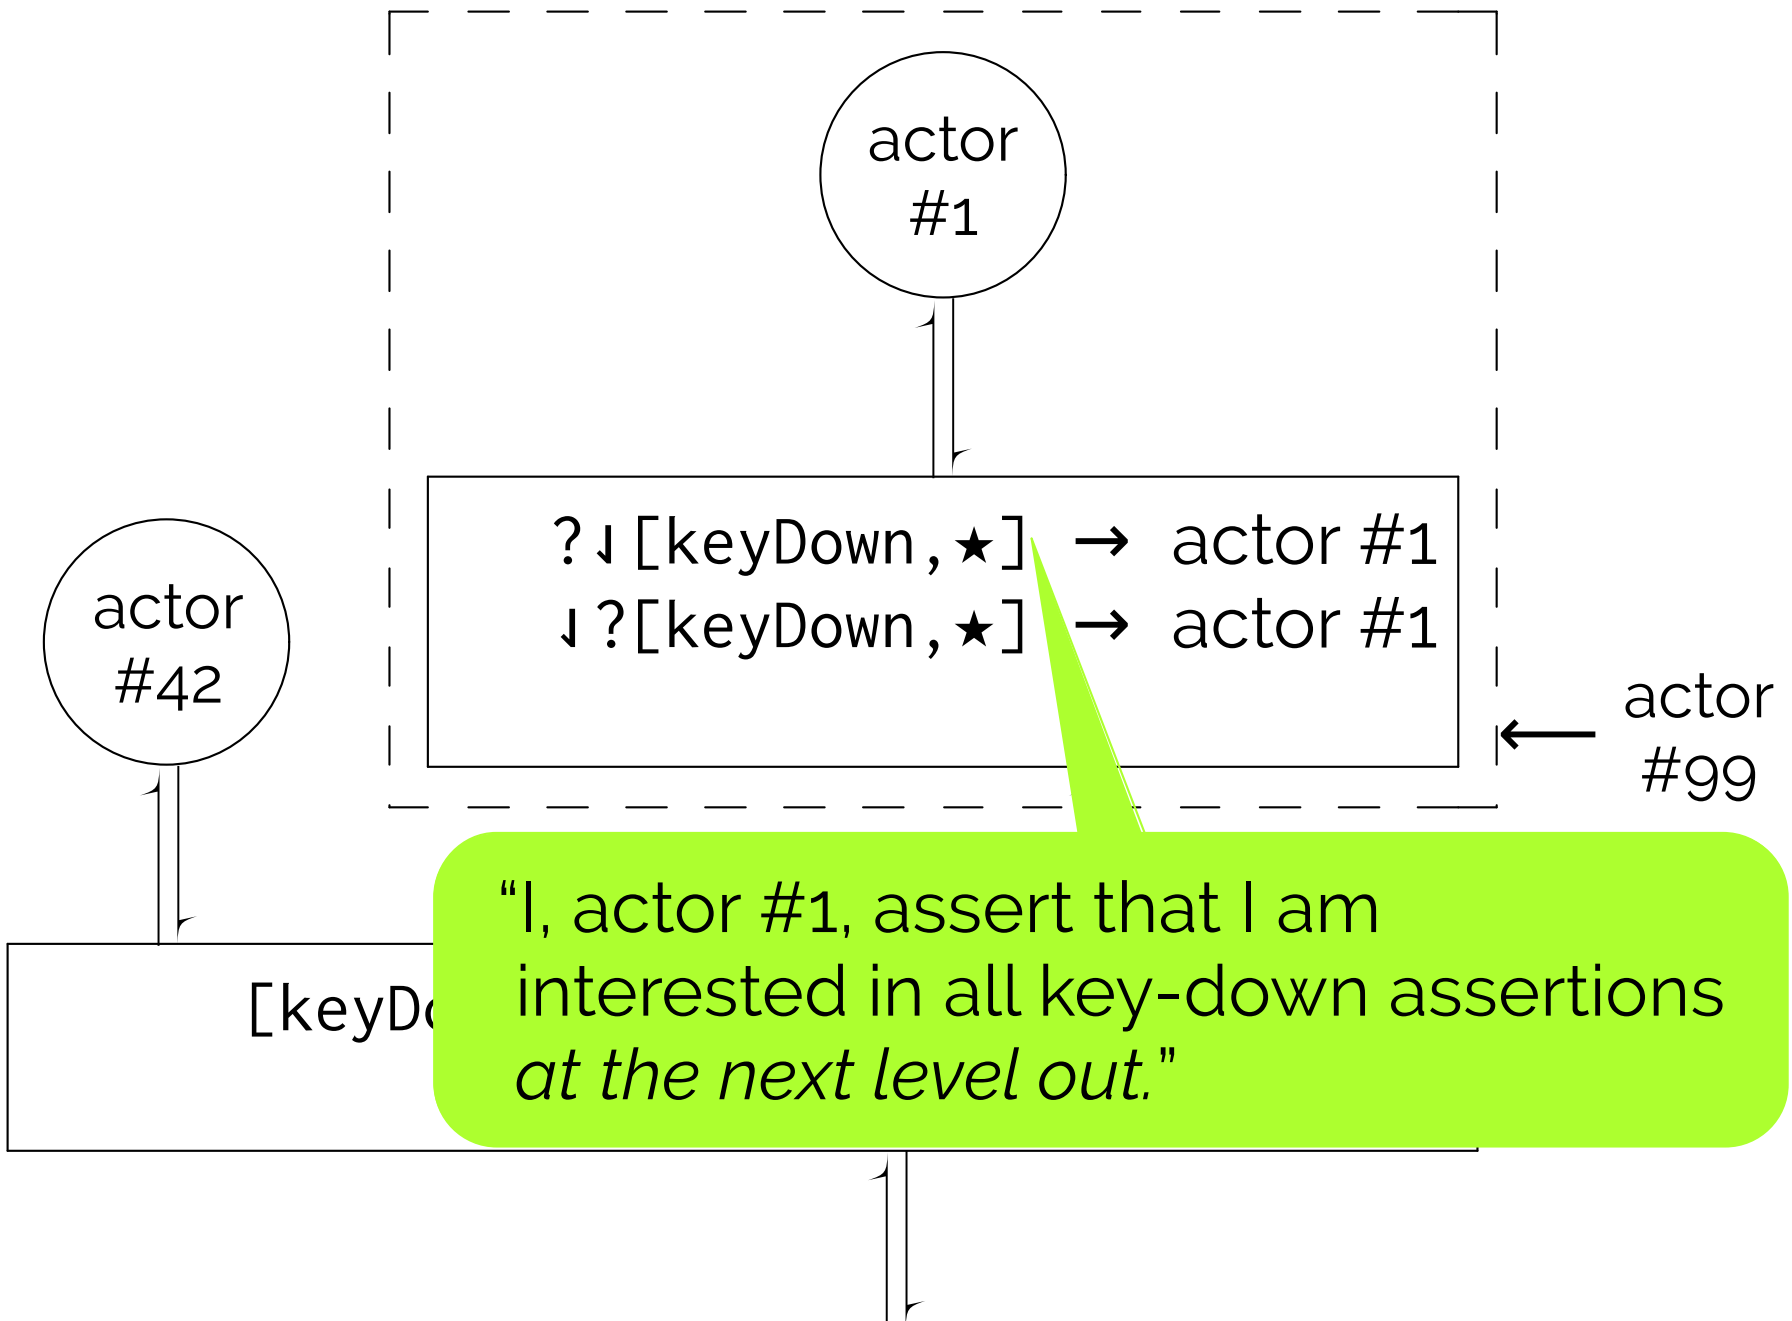 actor
#1
?⇃[keyDown,★] → actor #1
⇃?[keyDown,★] → actor #1
actor
#42
actor
#99
“I, actor #1, assert that I am
interested in all key-down assertions
at the next level out.”